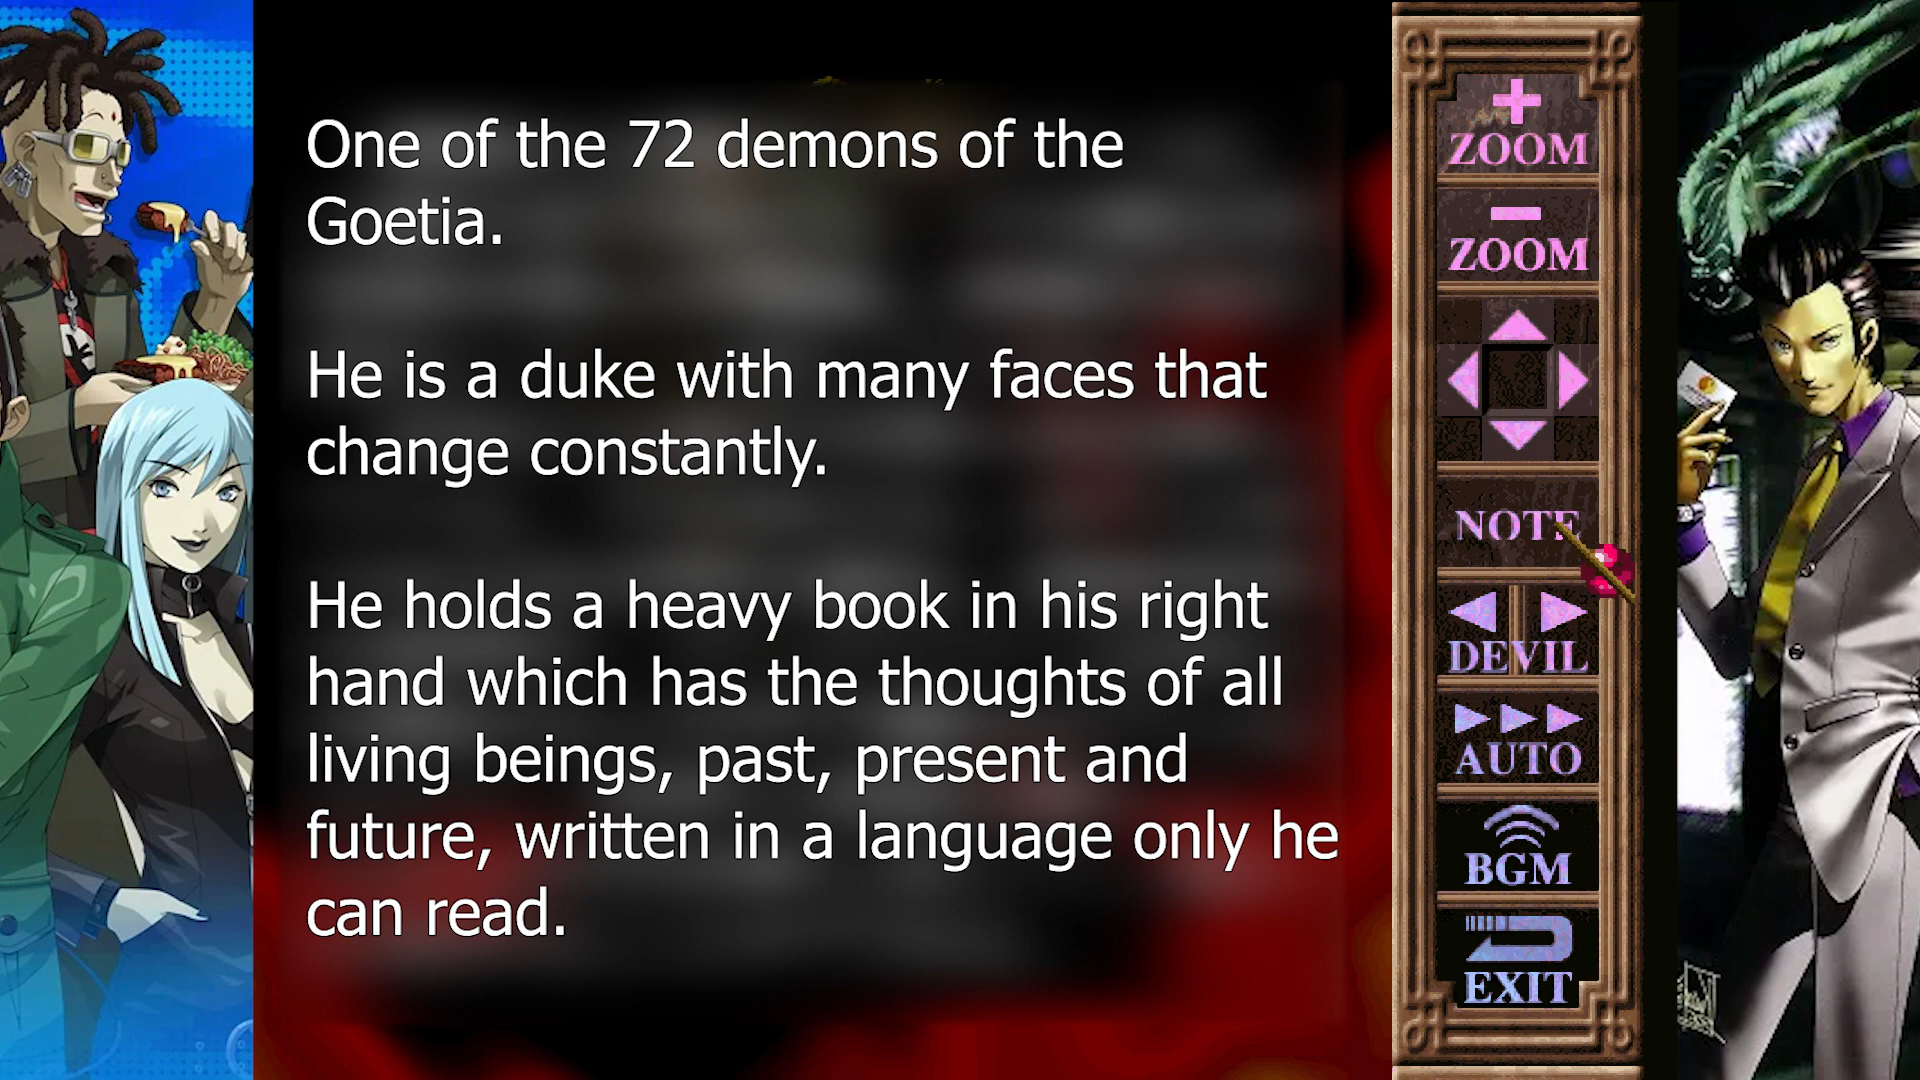 One of the 72 demons of the
Goetia.
He is a duke with many faces that
change constantly.
He holds a heavy book in his right
hand which has the thoughts of all
living beings, past, present and
future, written in a language only he
can read.
ZOOM
ZOOM
NOTE
DEVIL
AUTO
BGM
EXIT